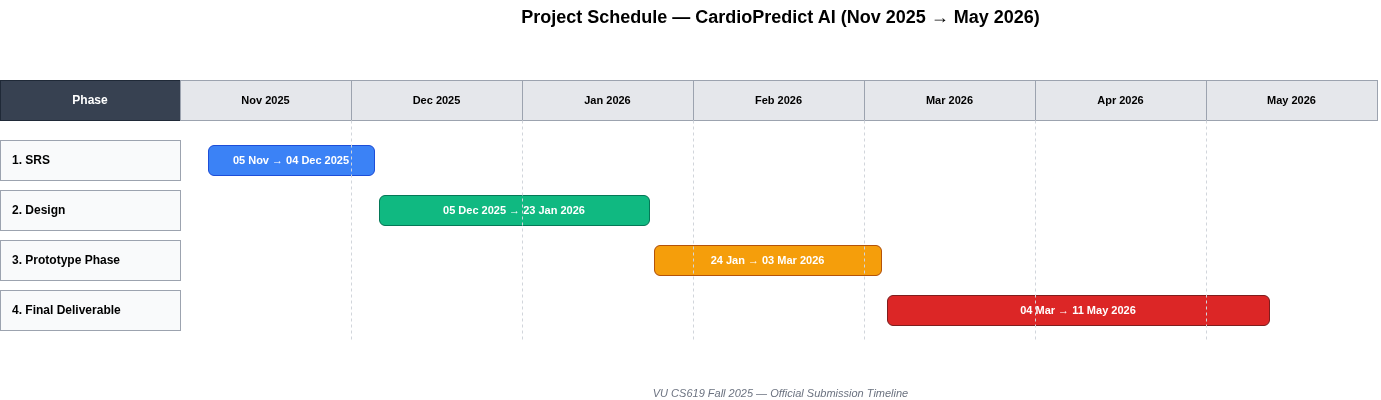 Project Schedule — CardioPredict AI (Nov 2025 → May 2026)
Phase
Nov 2025
Dec 2025
Jan 2026
Feb 2026
Mar 2026
Apr 2026
May 2026
1. SRS
05 Nov → 04 Dec 2025
2. Design
05 Dec 2025 → 23 Jan 2026
3. Prototype Phase
24 Jan → 03 Mar 2026
4. Final Deliverable
04 Mar → 11 May 2026
VU CS619 Fall 2025 — Official Submission Timeline